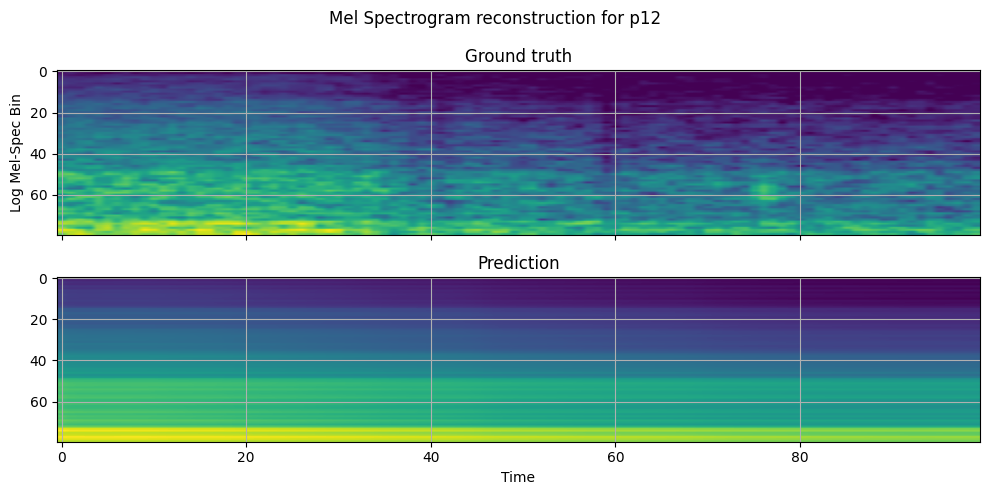 Mel Spectrogram reconstruction for p12
Ground truth
Log Mel-Spec Bin
0
20
40
60
Prediction
0
20
40
60
0 20 40 60 80
Time